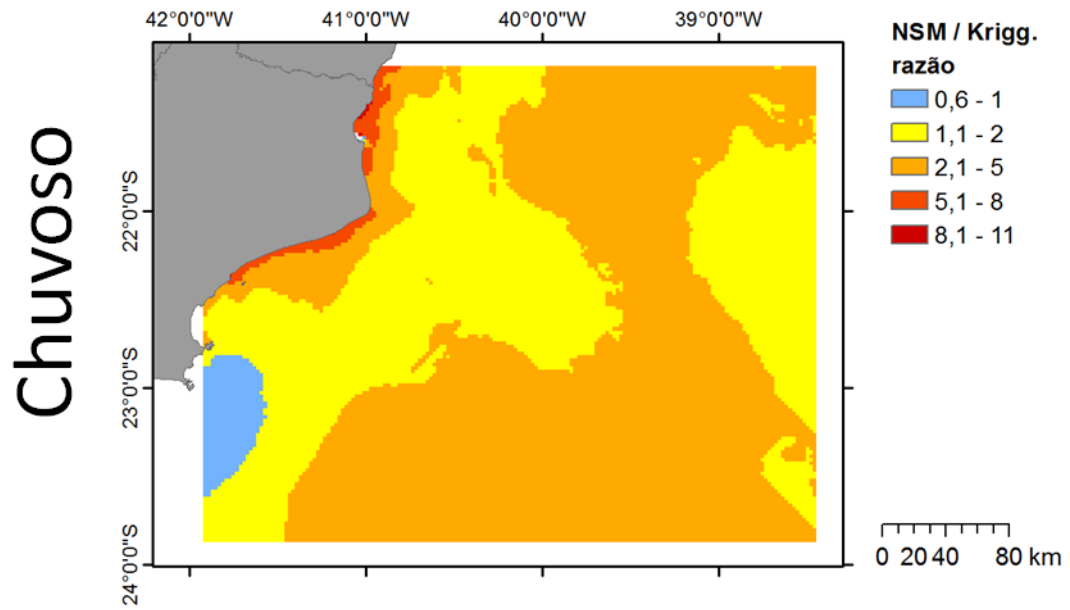 42°0'0"W 41°0'0"W 40°0'0"W 39°0'0"W
NSM / Krigg.
razão
0,6 - 1
1,1 - 2
2,1 - 5
5,1 - 8
8,1 - 11
Chuvoso
22°0'0"S
23°0'0"S
24°0'0"S
0 20 40 80 km